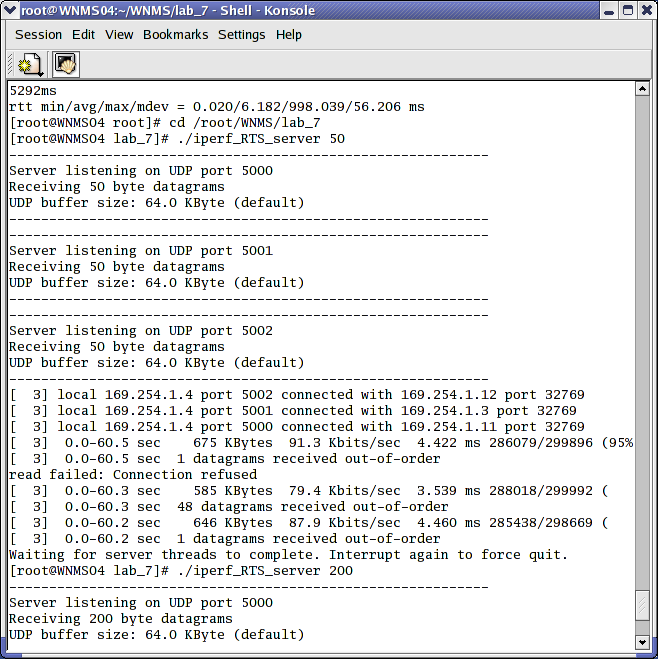 root@WNMS04:~/WNMS/lab_7 - Shell - Konsole
Session Edit View Bookmarks Settings Help
5292ms
rtt min/avg/max/mdev = 0.020/6.182/998.039/56.206 ms
[root@WNMS04 root]# cd /root/WNMS/lab_7
[root@WNMS04 lab_7]# ./iperf_RTS_server 50
------------------------------------------------------------
Server listening on UDP port 5000
Receiving 50 byte datagrams
UDP buffer size: 64.0 KByte (default)
------------------------------------------------------------
------------------------------------------------------------
Server listening on UDP port 5001
Receiving 50 byte datagrams
UDP buffer size: 64.0 KByte (default)
------------------------------------------------------------
------------------------------------------------------------
Server listening on UDP port 5002
Receiving 50 byte datagrams
UDP buffer size: 64.0 KByte (default)
------------------------------------------------------------
[  3] local 169.254.1.4 port 5002 connected with 169.254.1.12 port 32769
[  3] local 169.254.1.4 port 5001 connected with 169.254.1.3 port 32769
[  3] local 169.254.1.4 port 5000 connected with 169.254.1.11 port 32769
[  3]  0.0-60.5 sec    675 KBytes  91.3 Kbits/sec  4.422 ms 286079/299896 (95%
[  3]  0.0-60.5 sec  1 datagrams received out-of-order
read failed: Connection refused
[  3]  0.0-60.3 sec    585 KBytes  79.4 Kbits/sec  3.539 ms 288018/299992 (
[  3]  0.0-60.3 sec  48 datagrams received out-of-order
[  3]  0.0-60.2 sec    646 KBytes  87.9 Kbits/sec  4.460 ms 285438/298669 (
[  3]  0.0-60.2 sec  1 datagrams received out-of-order
Waiting for server threads to complete. Interrupt again to force quit.
[root@WNMS04 lab_7]# ./iperf_RTS_server 200
------------------------------------------------------------
Server listening on UDP port 5000
Receiving 200 byte datagrams
UDP buffer size: 64.0 KByte (default)